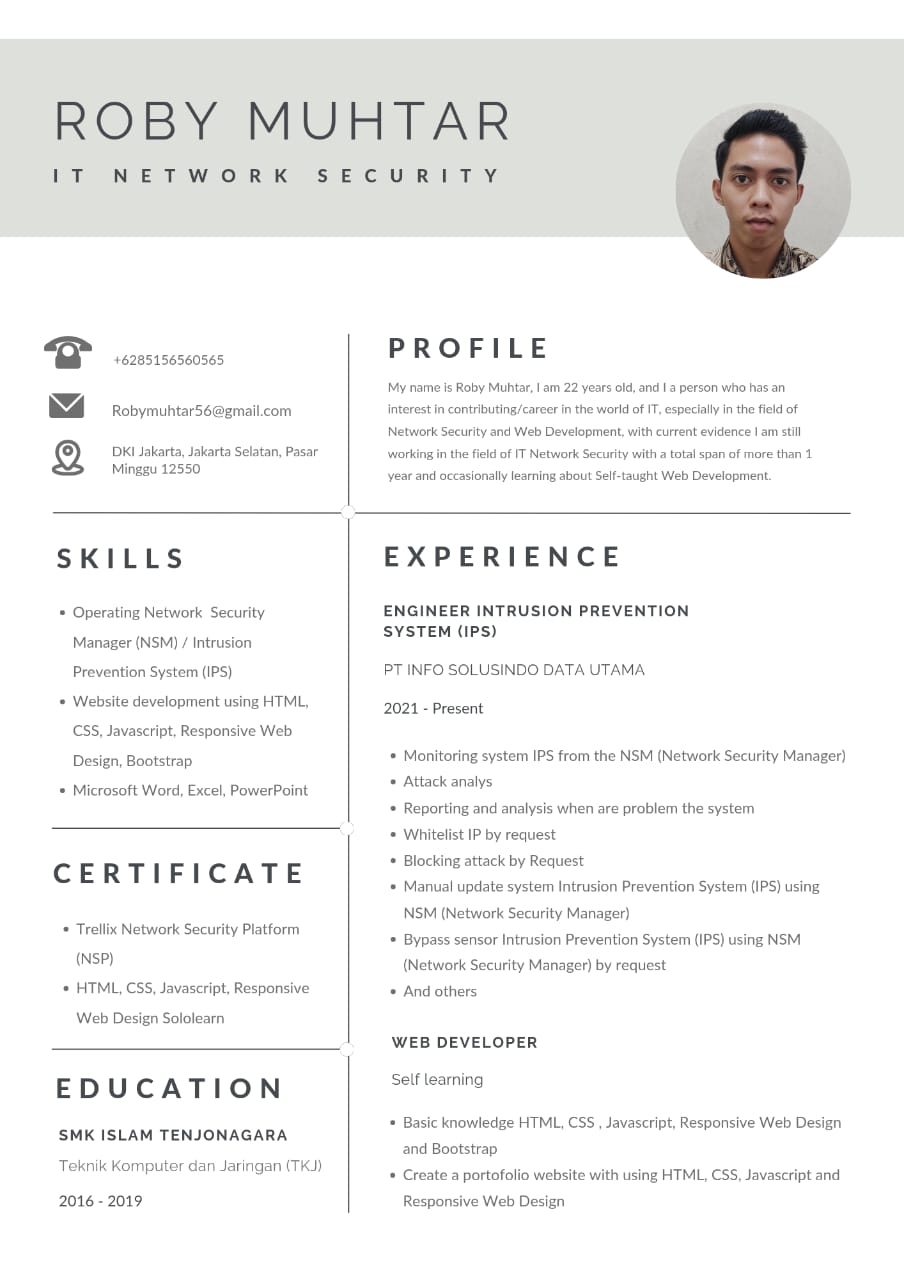 ROBY MUHTAR
IT NETWORK SECURITY
+6285156560565
Robymuhtar56@gmail.com
DKI Jakarta, Jakarta Selatan, Pasar
Minggu 12550
PROFILE
My name is Roby Muhtar, I am 22 years old, and I a person who has an
interest in contributing/career in the world of IT, especially in the field of
Network Security and Web Development, with current evidence I am still
working in the field of IT Network Security with a total span of more than 1
year and occasionally learning about Self-taught Web Development.
SKILLS
• Operating Network Security
Manager (NSM) / Intrusion
Prevention System (IPS)
• Website development using HTML,
CSS, Javascript, Responsive Web
Design, Bootstrap
• Microsoft Word, Excel, PowerPoint
CERTIFICATE
• Trellix Network Security Platform
(NSP)
• HTML, CSS, Javascript, Responsive
Web Design Sololearn
EDUCATION
SMK ISLAM TENJONAGARA
Teknik Komputer dan Jaringan (TKJ)
2016 - 2019
EXPERIENCE
ENGINEER INTRUSION PREVENTION
SYSTEM (IPS)
PT INFO SOLUSINDO DATA UTAMA
2021 - Present
• Monitoring system IPS from the NSM (Network Security Manager)
• Attack analys
• Reporting and analysis when are problem the system
• Whitelist IP by request
• Blocking attack by Request
• Manual update system Intrusion Prevention System (IPS) using
NSM (Network Security Manager)
• Bypass sensor Intrusion Prevention System (IPS) using NSM
(Network Security Manager) by request
• And others
WEB DEVELOPER
Self learning
• Basic knowledge HTML, CSS , Javascript, Responsive Web Design
and Bootstrap
• Create a portofolio website with using HTML, CSS, Javascript and
Responsive Web Design